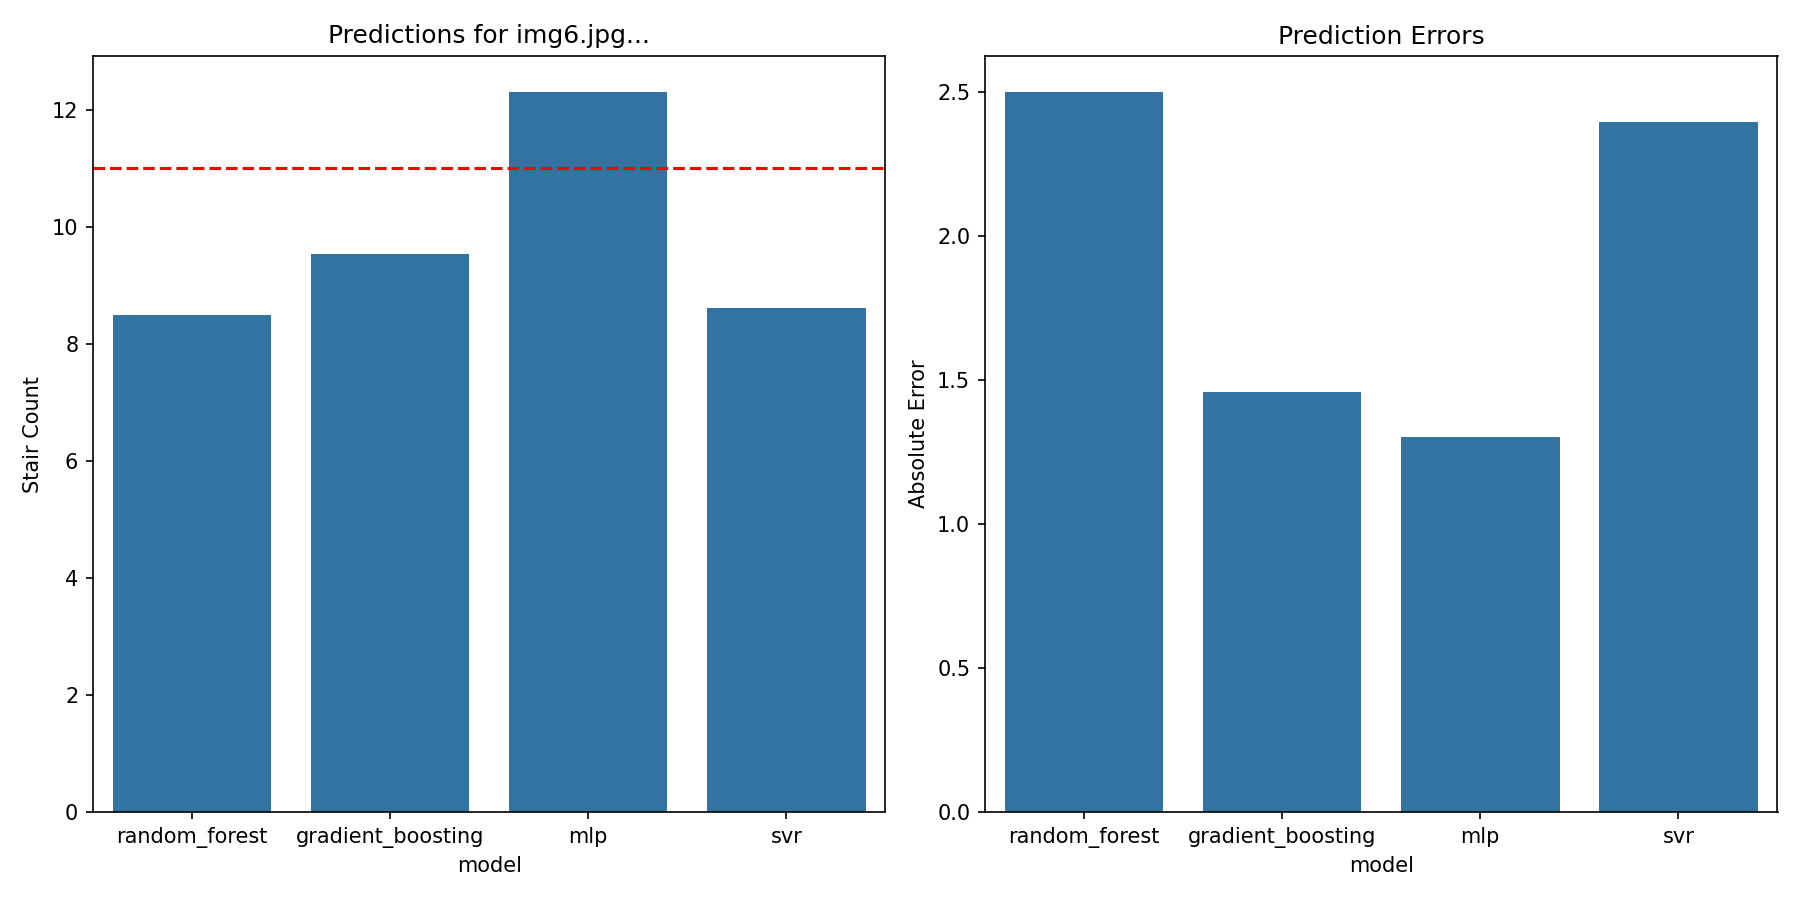 Predictions for img6.jpg...
Stair Count
12
10
8
6
4
2
0
random_forest gradient_boosting mlp svr
model
Prediction Errors
Absolute Error
2.5
2.0
1.5
1.0
0.5
0.0
random_forest gradient_boosting mlp svr
model